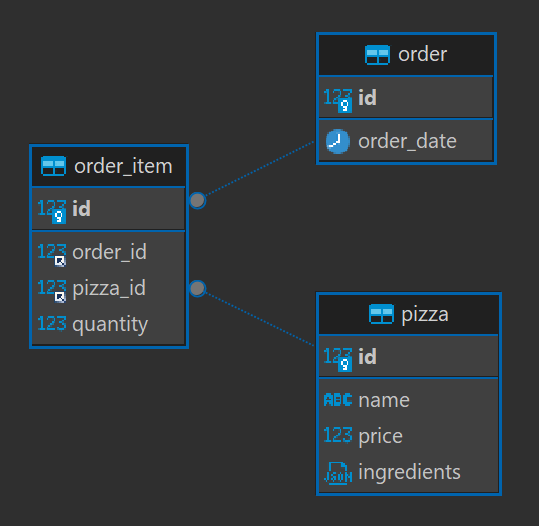 order
123 id
order_date
order_item
123 id
123 order_id
123 pizza_id
123 quantity
pizza
123 id
ABC name
123 price
JSON ingredients